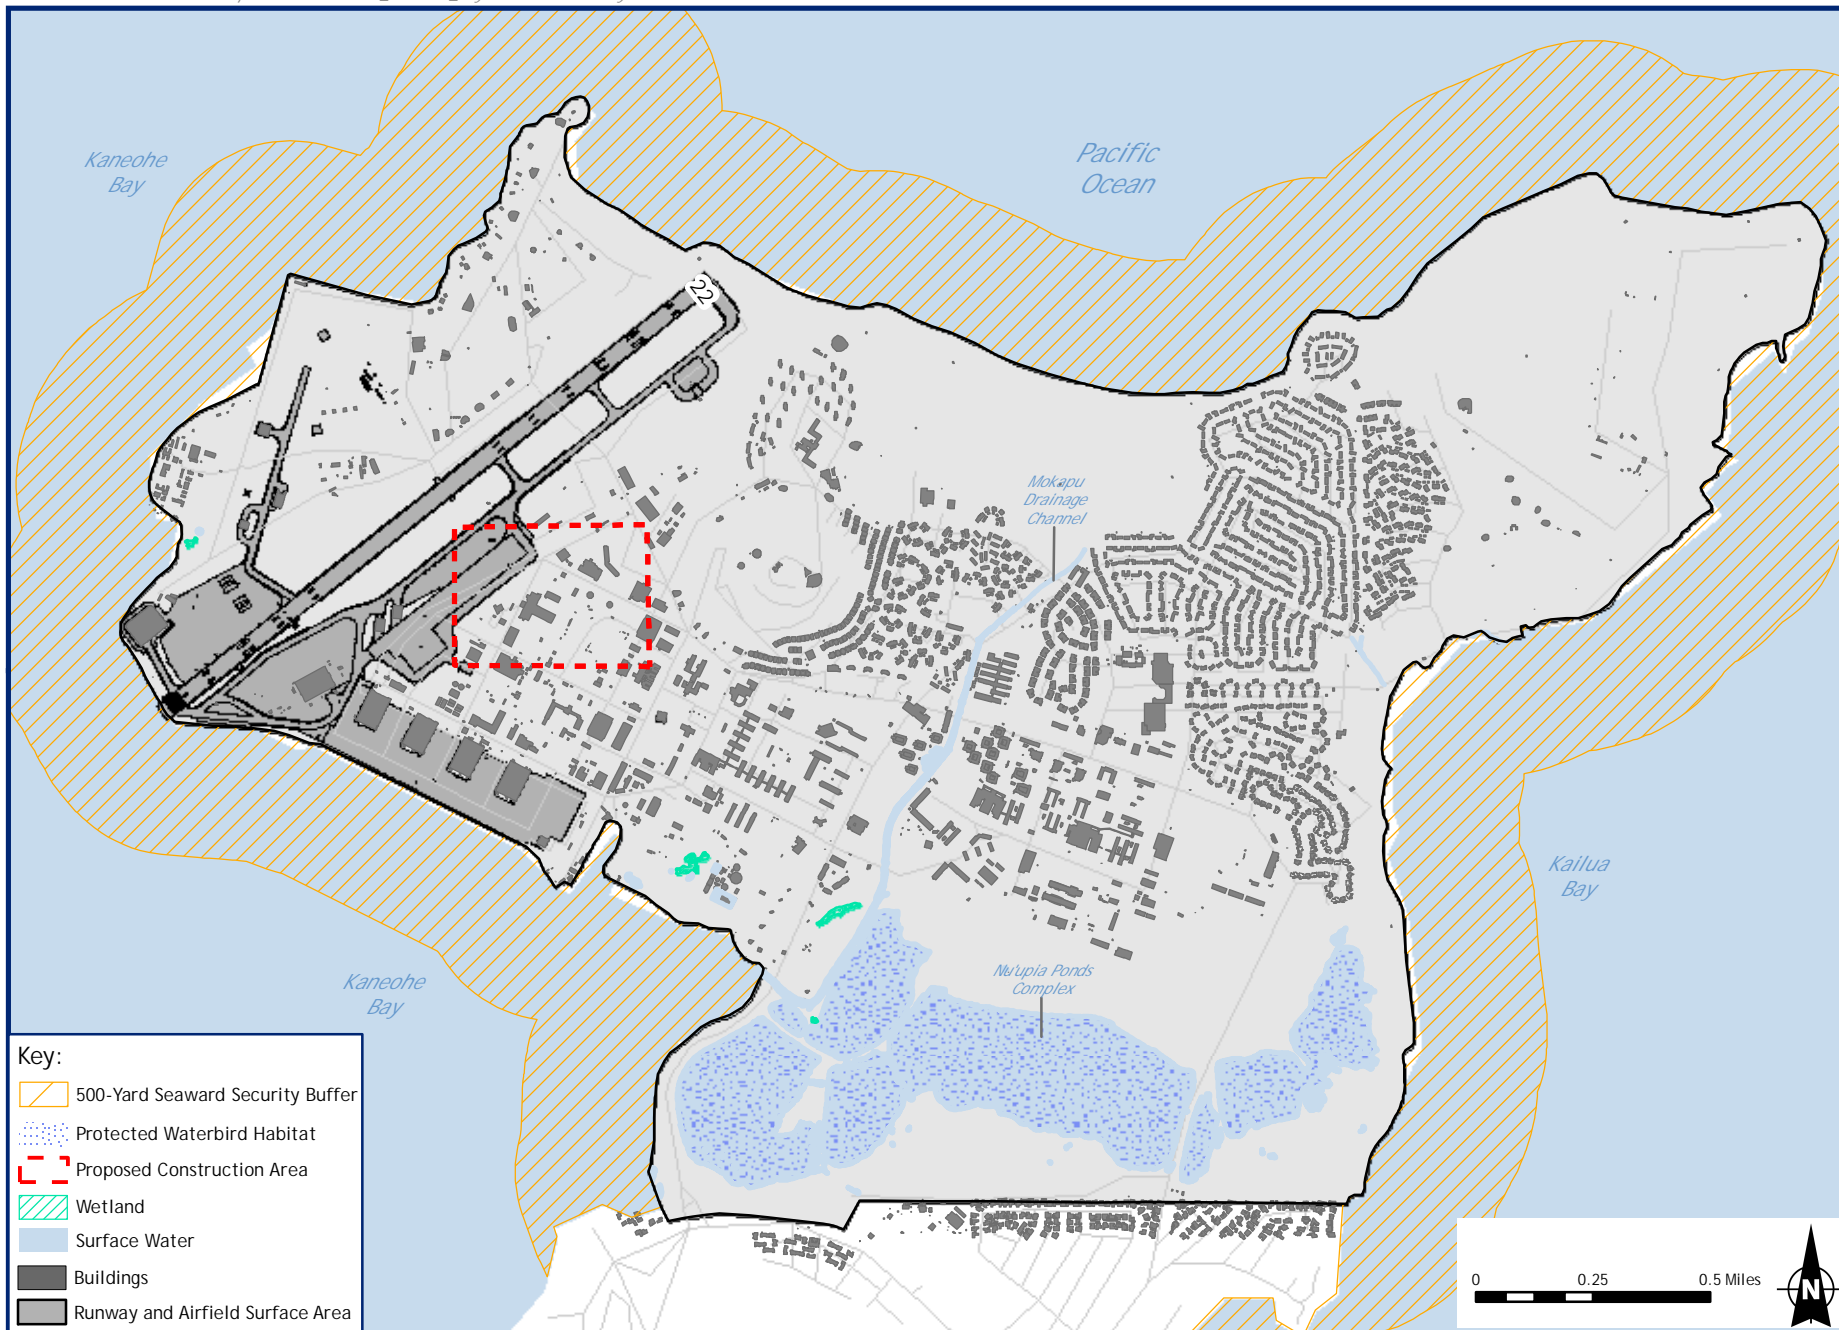 Kaneohe
Bay
Pacific
Ocean
22
Mokapu
Drainage
Channel
Kailua
Bay
Kaneohe
Bay
Nu'upia Ponds
Complex
Key:
500-Yard Seaward Security Buffer
Protected Waterbird Habitat
Proposed Construction Area
Wetland
Surface Water
Buildings
Runway and Airfield Surface Area
0 0.25 0.5 Miles
N